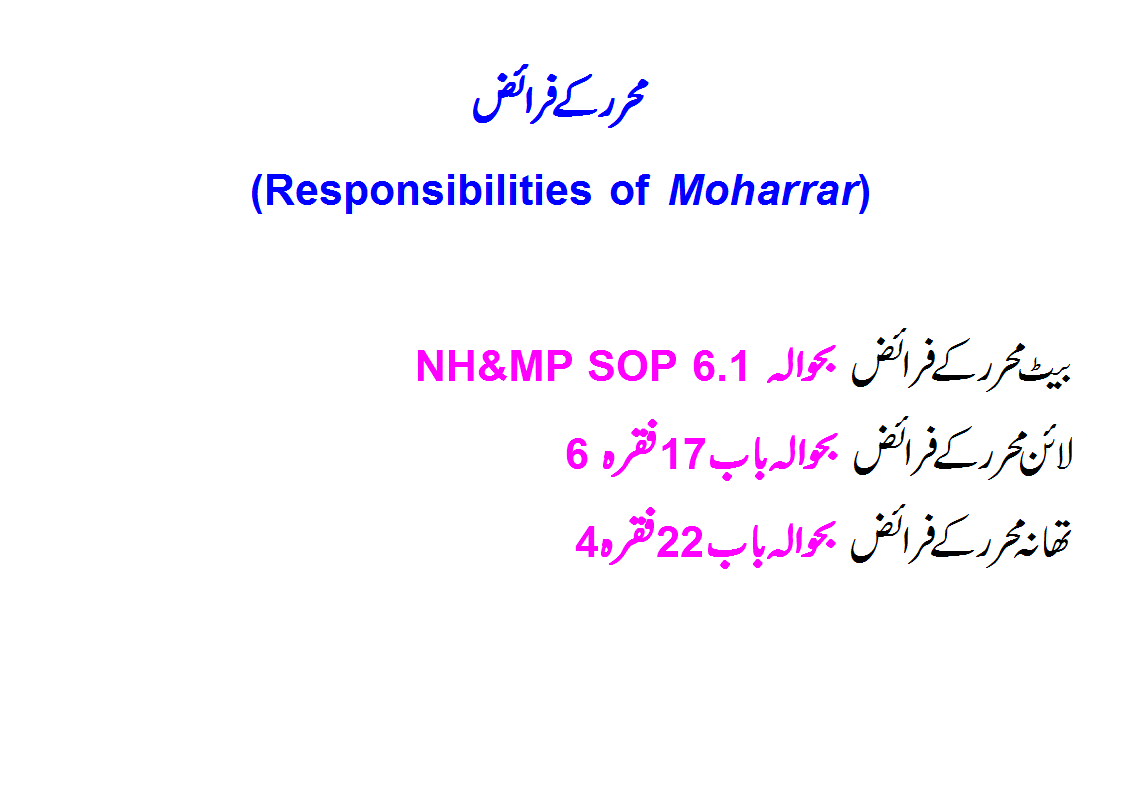 محرر کے فرائض
(Responsibilities of Moharrar)
بیٹ محرر کے فرائض بحوالہ NH&MP SOP 6.1
لائن محرر کے فرائض بحوالہ باب 17 فقرہ 6
تھانہ محرر کے فرائض بحوالہ باب 22 فقرہ 4